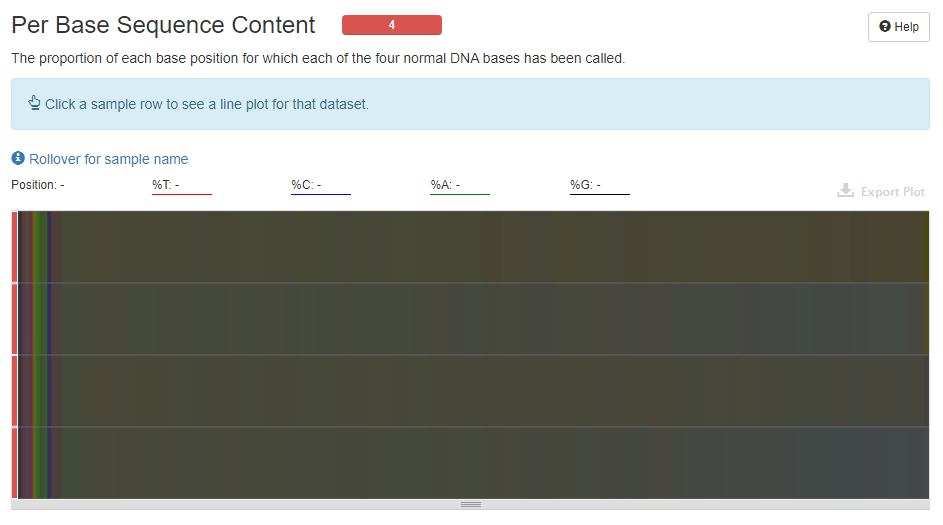 Per Base Sequence Content
4
Help
The proportion of each base position for which each of the four normal DNA bases has been called.
Click a sample row to see a line plot for that dataset.
Rollover for sample name
Position: - %T: - %C: - %A: - %G: -
Export Plot